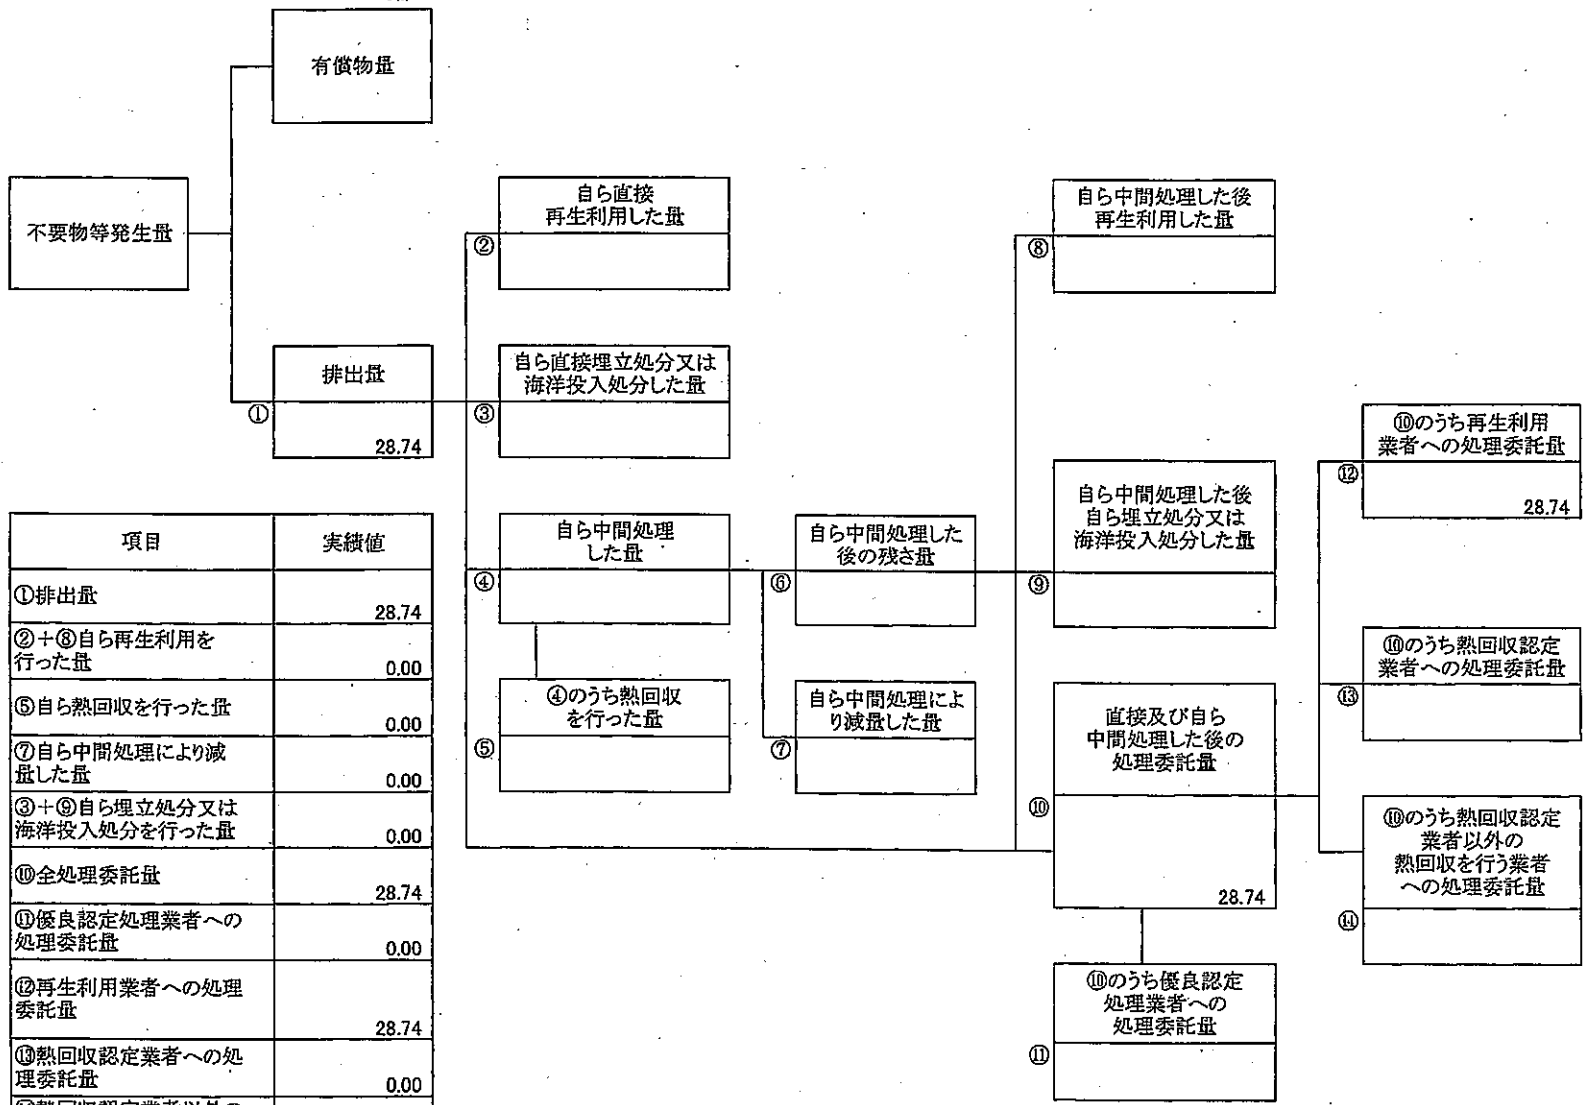 有償物量
不要物等発生量
自ら直接
再生利用した量
②
自ら中間処理した後
再生利用した量
⑧
排出量
①
28.74
自ら直接埋立処分又は
海洋投入処分した量
③
⑩のうち再生利用
業者への処理委託量
⑫
28.74
自ら中間処理
した量
④
自ら中間処理した
後の残さ量
⑥
自ら中間処理した後
自ら埋立処分又は
海洋投入処分した量
⑨
④のうち熱回収
を行った量
⑤
自ら中間処理によ
り減量した量
⑦
直接及び自ら
中間処理した後の
処理委託量
⑩
28.74
⑩のうち熱回収認定
業者への処理委託量
⑬
⑩のうち熱回収認定
業者以外の
熱回収を行う業者
への処理委託量
⑭
⑩のうち優良認定
処理業者への
処理委託量
⑪
項目 実績値
①排出量
28.74
②+⑧自ら再生利用を
行った量
0.00
⑤自ら熱回収を行った量
0.00
⑦自ら中間処理により減
量した量
0.00
③+⑨自ら埋立処分又は
海洋投入処分を行った量
0.00
⑩全処理委託量
28.74
⑪優良認定処理業者への
処理委託量
0.00
⑫再生利用業者への処理
委託量
28.74
⑬熱回収認定業者への処
理委託量
0.00